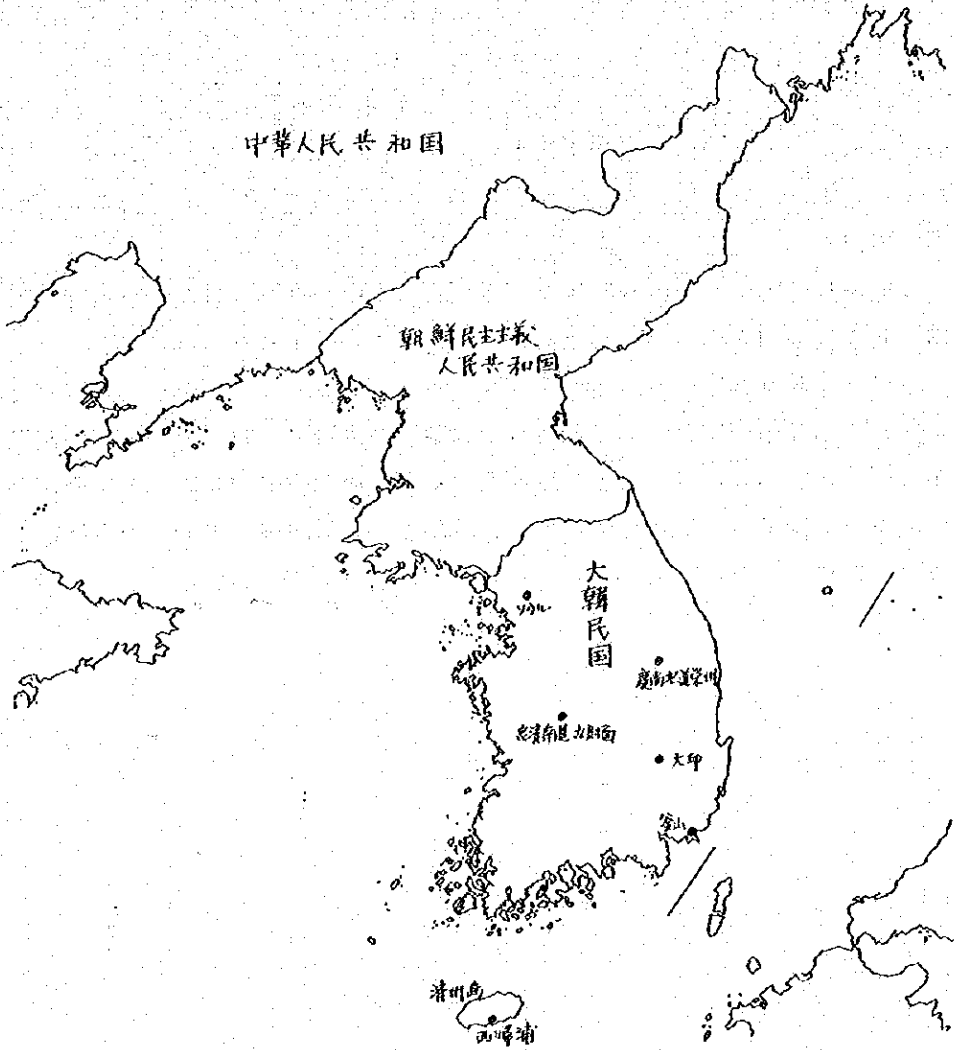 中華人民共和国
朝鮮民主主義
人民共和国
大韓民国
ソウル
慶尚北道栄州
忠清南道
大邱
釜山
済州島
西帰浦